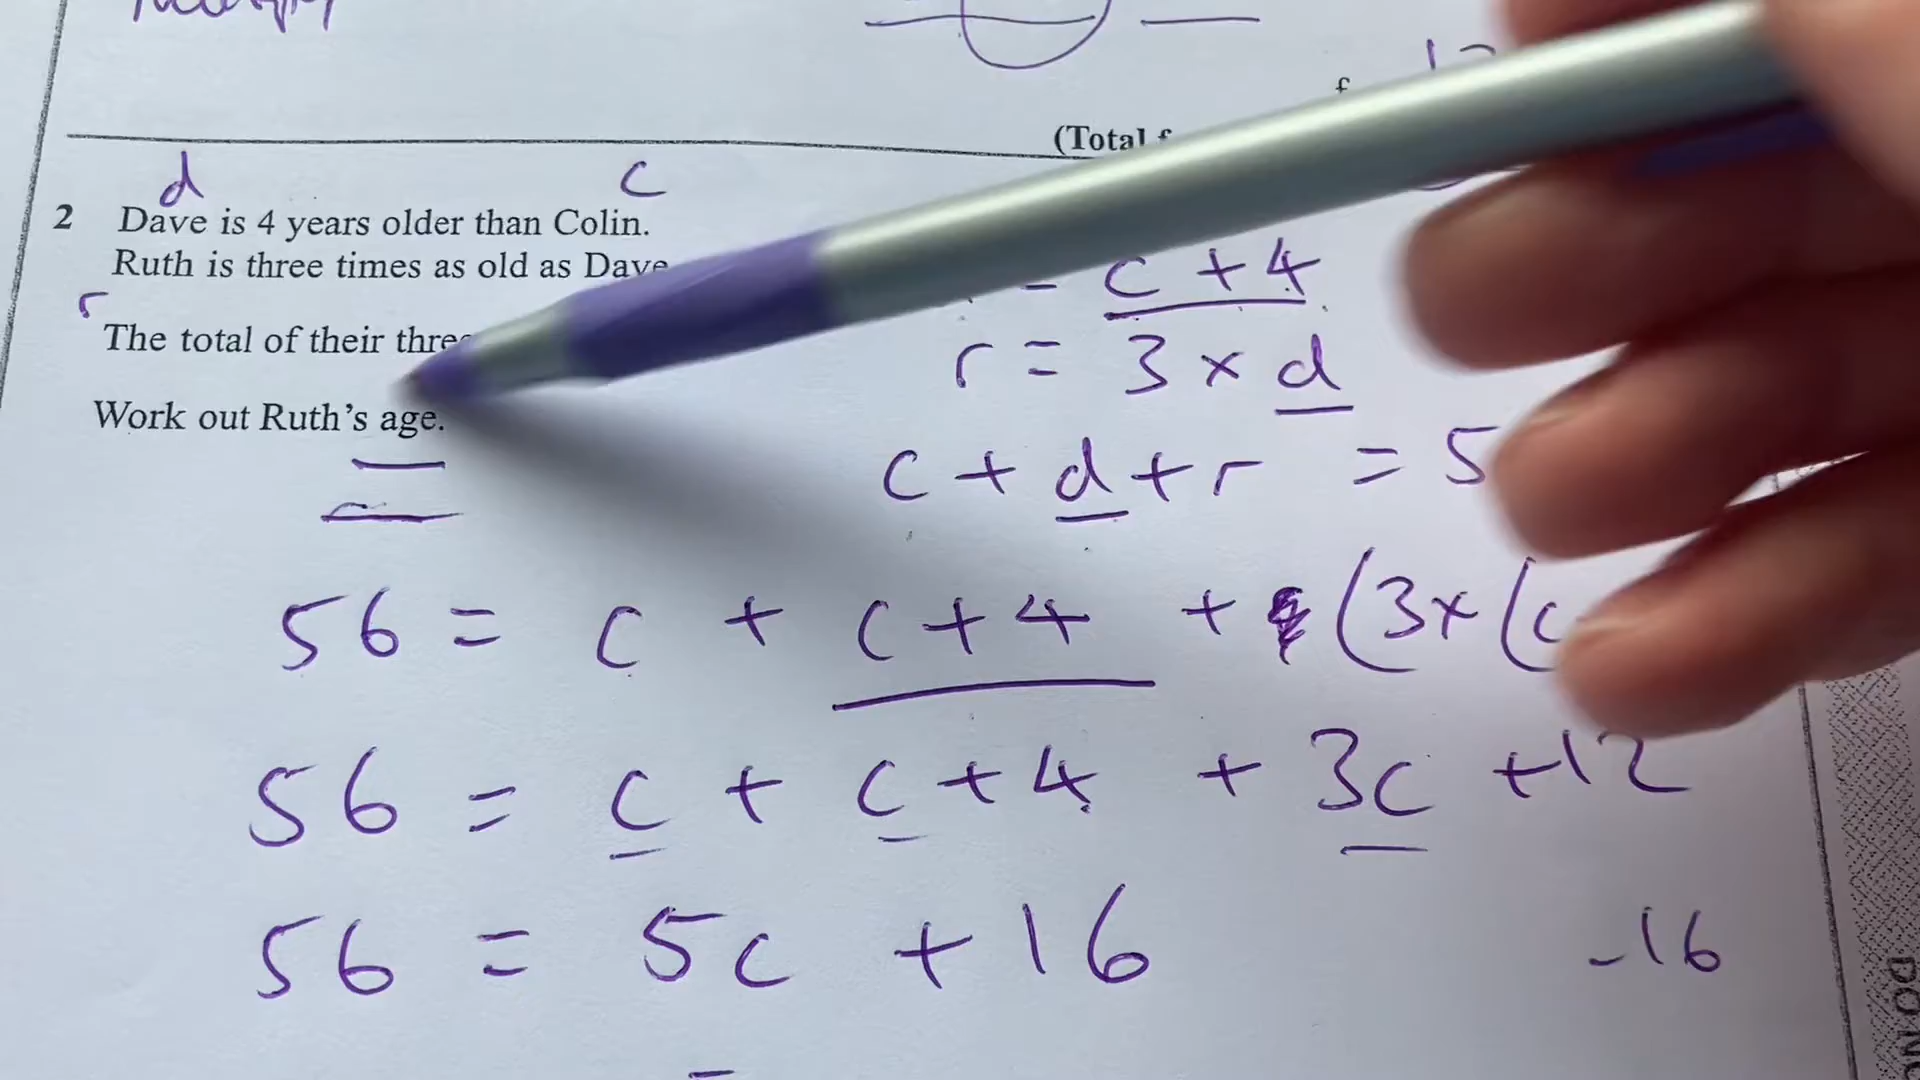 (Total
d c
2 Dave is 4 years older than Colin.
Ruth is three times as old as Dave
r
The total of their three
Work out Ruth's age.
= c + 4
r = 3 × d
c + d + r = 5
56 = c + c + 4 + (3× (c
56 = c + c + 4 + 3c + 12
56 = 5c + 16 -16